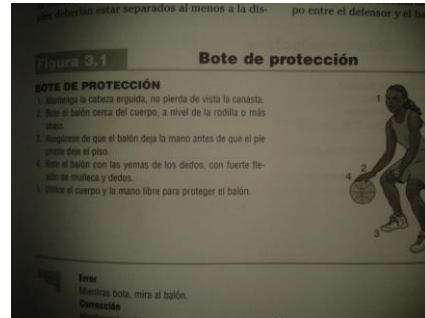 pies deberían estar separados al menos a la dis-
po entre el defensor y el ba
Figura 3.1
Bote de protección
BOTE DE PROTECCIÓN
1. Mantenga la cabeza erguida, no pierda de vista la canasta.
2. Bote el balón cerca del cuerpo, a nivel de la rodilla o más
abajo.
3. Asegúrese de que el balón deja la mano antes de que el pie
pivote deje el piso.
4. Bote el balón con las yemas de los dedos, con fuerte fle-
xión de muñeca y dedos.
5. Utilice el cuerpo y la mano libre para proteger el balón.
1
2
4
3
Error
Mientras bota, mira al balón.
Corrección